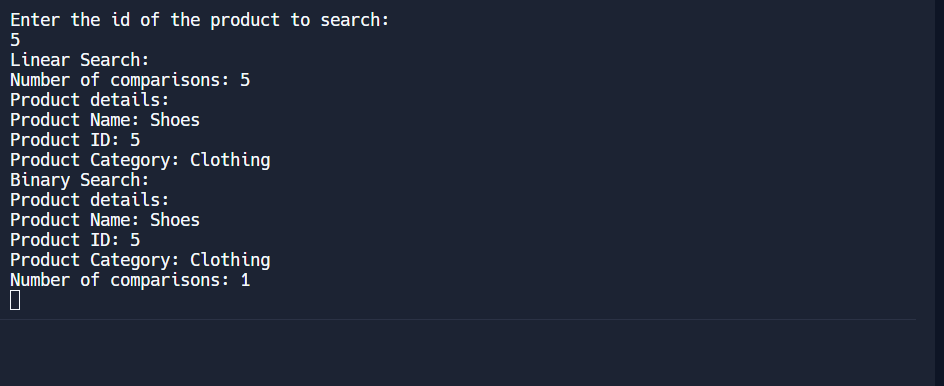 Enter the id of the product to search:
5
Linear Search:
Number of comparisons: 5
Product details:
Product Name: Shoes
Product ID: 5
Product Category: Clothing
Binary Search:
Product details:
Product Name: Shoes
Product ID: 5
Product Category: Clothing
Number of comparisons: 1